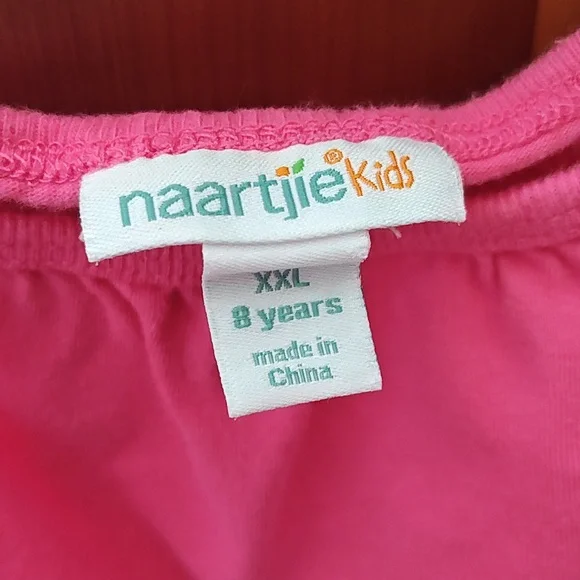 naartjie Kids®
XXL
8 years
made in
China